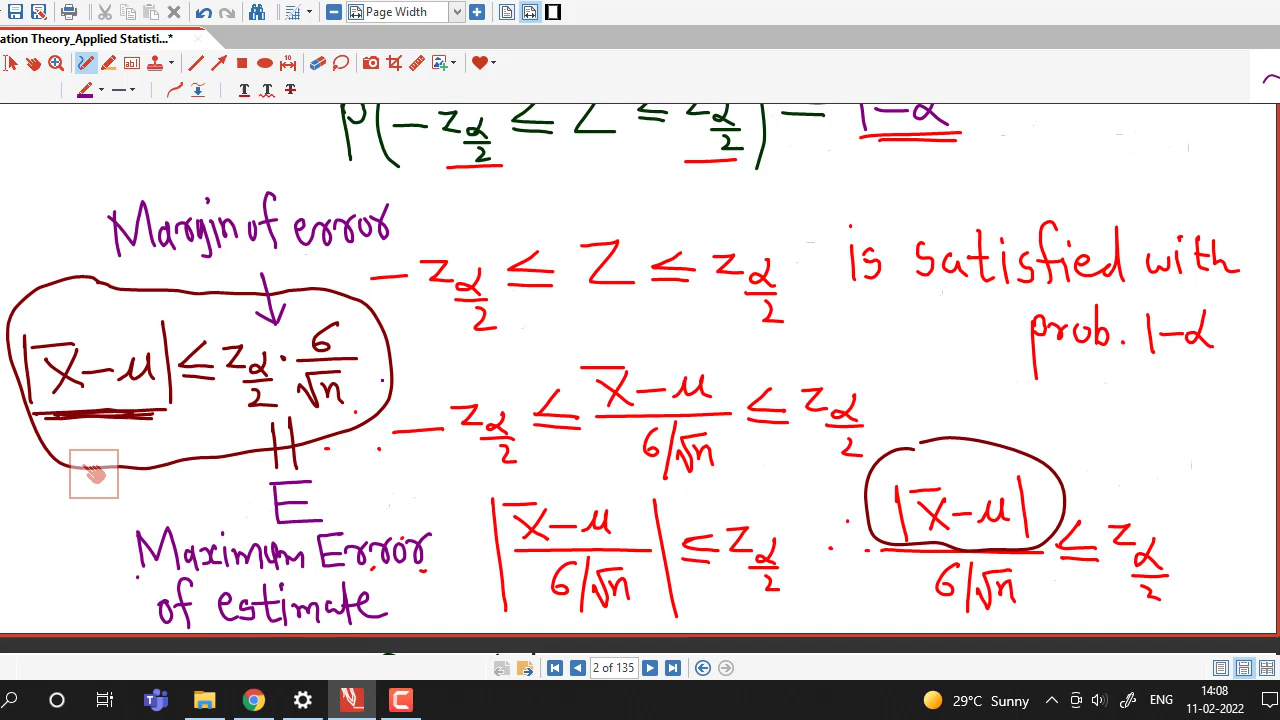 Page Width
ation Theory_Applied Statisti...*
P(-z_{α/2} ≤ Z ≤ z_{α/2}) = 1-α
Margin of error
-z_{α/2} ≤ Z ≤ z_{α/2} is satisfied with
prob. 1-α
|X̄-μ| ≤ z_{α/2} · σ/√n
-z_{α/2} ≤ (X̄-μ)/(σ/√n) ≤ z_{α/2}
E
|(X̄-μ)/(σ/√n)| ≤ z_{α/2}
|X̄-μ|/(σ/√n) ≤ z_{α/2}
Maximum Error
of estimate
2 of 135
29°C Sunny
ENG
14:08
11-02-2022